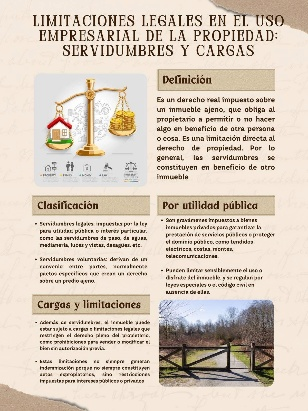 LIMITACIONES LEGALES EN EL USO
EMPRESARIAL DE LA PROPIEDAD:
SERVIDUMBRES Y CARGAS
Definición
Es un derecho real impuesto sobre
un inmueble ajeno, que obliga al
propietario a permitir o no hacer
algo en beneficio de otra persona
o cosa. Es una limitación directa al
derecho de propiedad. Por lo
general, las servidumbres se
constituyen en beneficio de otro
inmueble
Clasificación
Servidumbres legales: impuestas por la ley
para utilidad pública o interés particular,
como las servidumbres de paso, de aguas,
medianería, luces y vistas, desagües, etc.
Servidumbres voluntarias: derivan de un
convenio entre partes, normalmente
pactos específicos que crean un derecho
sobre un predio ajeno.
Por utilidad pública
Son gravámenes impuestos a bienes
inmuebles privados para garantizar la
prestación de servicios públicos o proteger
el dominio público, como tendidos
eléctricos, costas, montes,
telecomunicaciones.
Pueden limitar sensiblemente el uso o
disfrute del inmueble, y se regulan por
leyes especiales o el código civil en
ausencia de ellas.
Cargas y limitaciones
Además de servidumbres, el inmueble puede
estar sujeto a cargas o limitaciones legales que
restringen el derecho pleno del propietario,
como prohibiciones para vender o modificar el
bien sin autorización previa.
Estas limitaciones no siempre generan
indemnización porque no siempre constituyen
actos expropiatorios, sino restricciones
impuestas para intereses públicos o privados